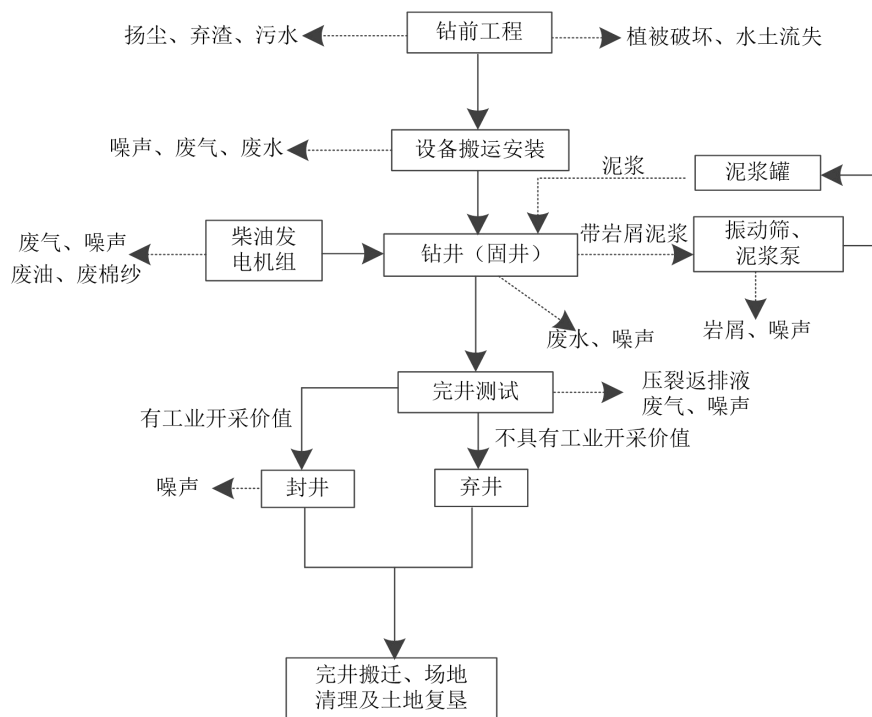 扬尘、弃渣、污水
钻前工程
植被破坏、水土流失
噪声、废气、废水
设备搬运安装
泥浆
泥浆罐
废气、噪声
废油、废棉纱
柴油发
电机组
钻井（固井）
带岩屑泥浆
振动筛、
泥浆泵
废水、噪声
岩屑、噪声
完井测试
压裂返排液
废气、噪声
有工业开采价值
不具有工业开采价值
噪声
封井
弃井
完井搬迁、场地
清理及土地复垦